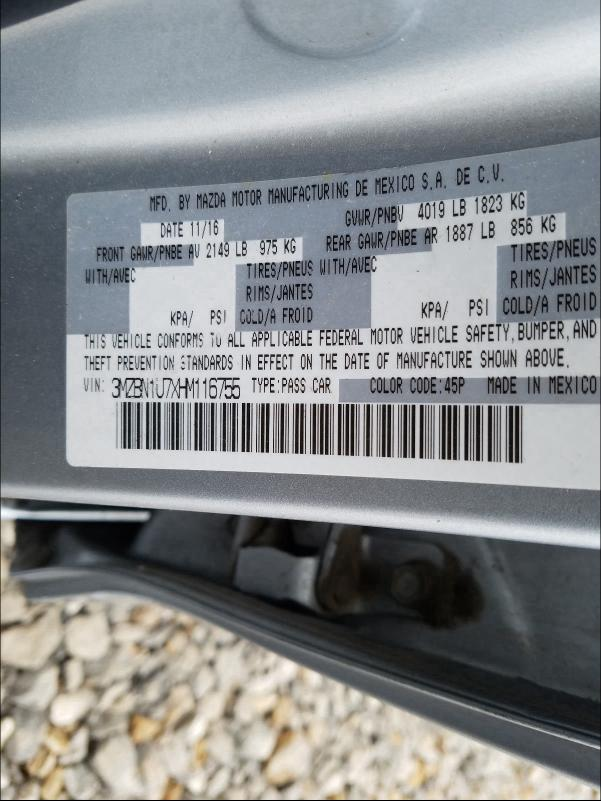 MFD. BY MAZDA MOTOR MANUFACTURING DE MEXICO S.A. DE C.V.
DATE 11/16 GVWR/PNBV 4019 LB 1823 KG
FRONT GAWR/PNBE AV 2149 LB 975 KG REAR GAWR/PNBE AR 1887 LB 856 KG
WITH/AVEC TIRES/PNEUS WITH/AVEC TIRES/PNEUS
RIMS/JANTES RIMS/JANTES
KPA/ PSI COLD/A FROID KPA/ PSI COLD/A FROID
THIS VEHICLE CONFORMS TO ALL APPLICABLE FEDERAL MOTOR VEHICLE SAFETY, BUMPER, AND
THEFT PREVENTION STANDARDS IN EFFECT ON THE DATE OF MANUFACTURE SHOWN ABOVE.
VIN: 3MZBN1U7XHM116755 TYPE:PASS CAR COLOR CODE:45P MADE IN MEXICO